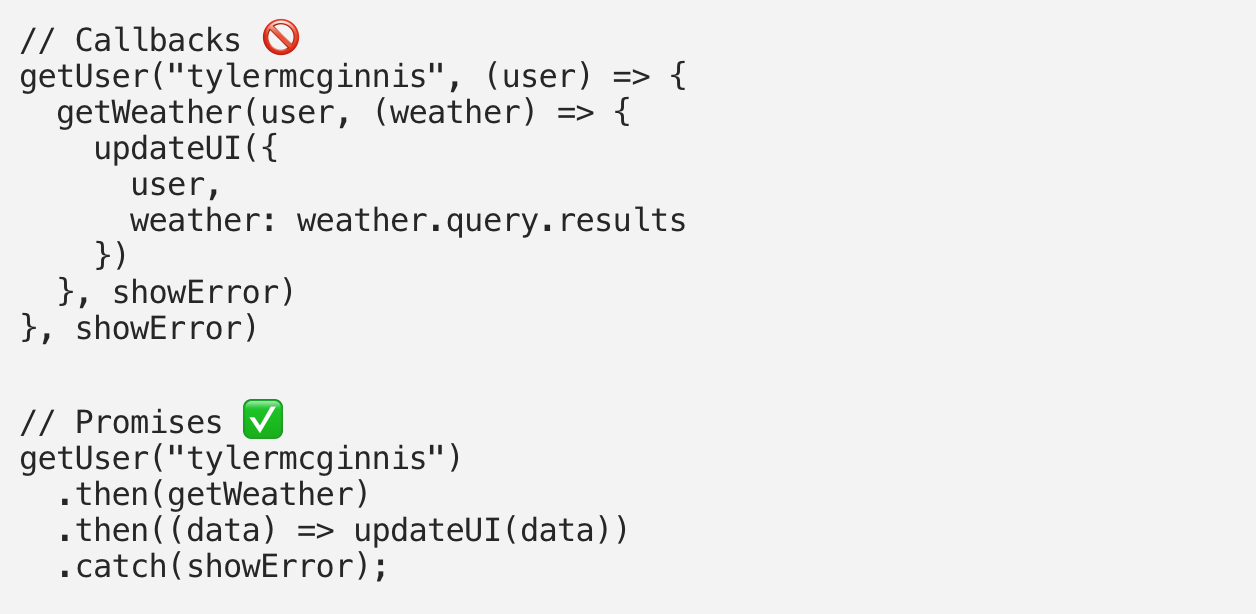 // Callbacks 🚫
getUser("tylermcginnis", (user) => {
  getWeather(user, (weather) => {
    updateUI({
      user,
      weather: weather.query.results
    })
  }, showError)
}, showError)

// Promises ✅
getUser("tylermcginnis")
  .then(getWeather)
  .then((data) => updateUI(data))
  .catch(showError);